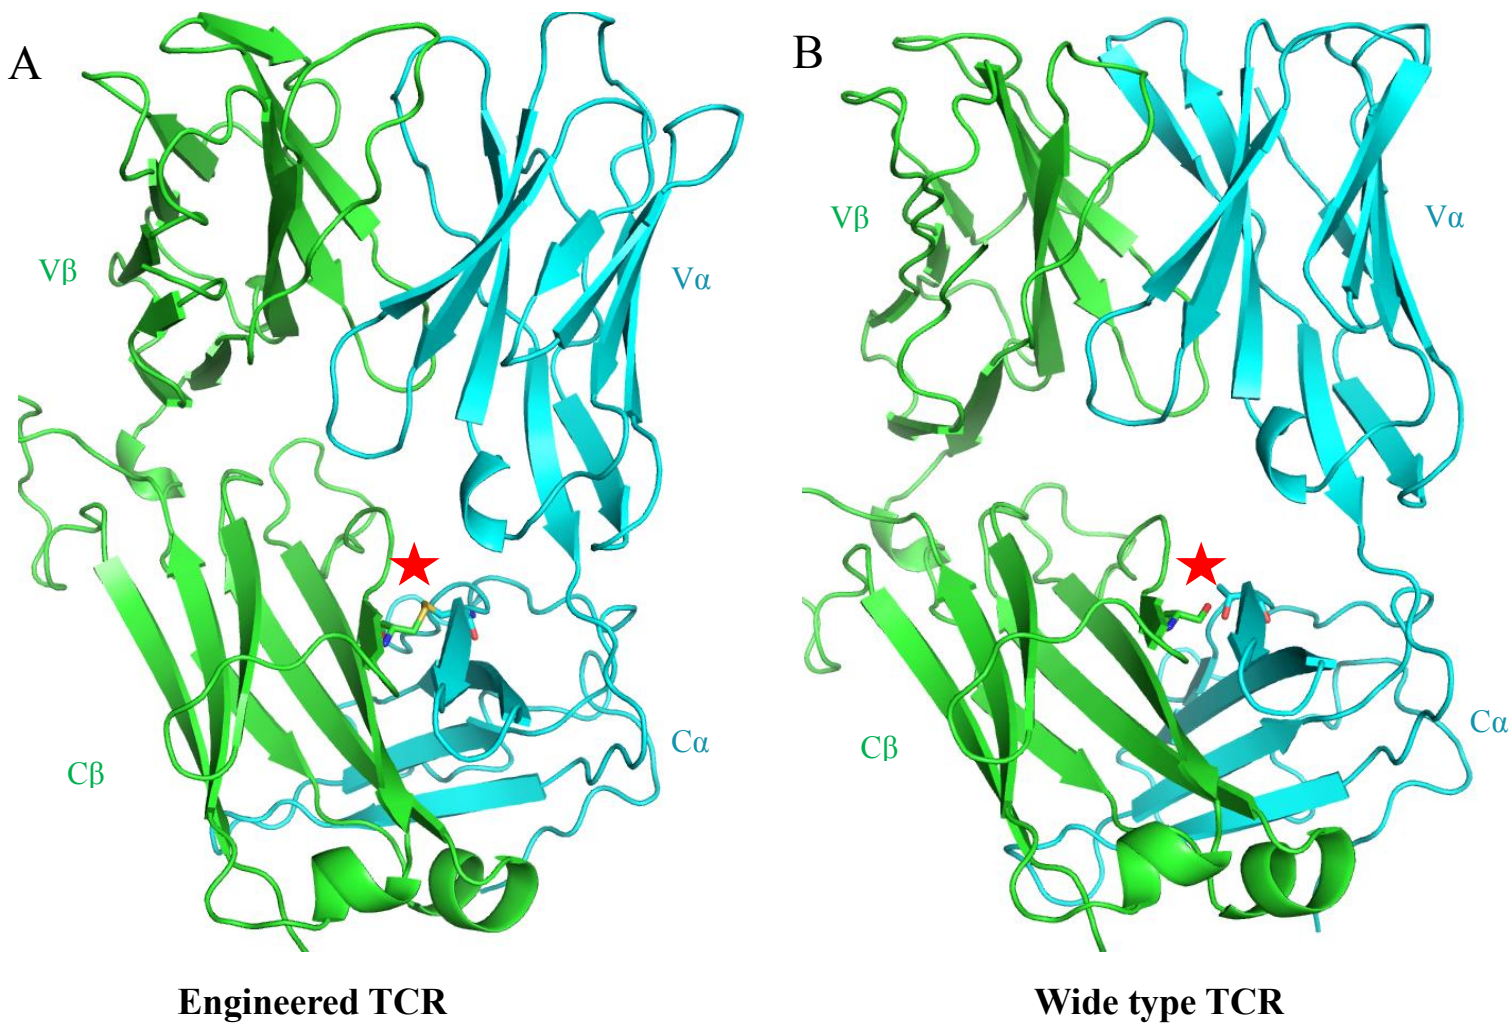 A
B
Vβ
Vα
Vβ
Vα
Cβ
Cα
Cβ
Cα
Engineered TCR
Wide type TCR